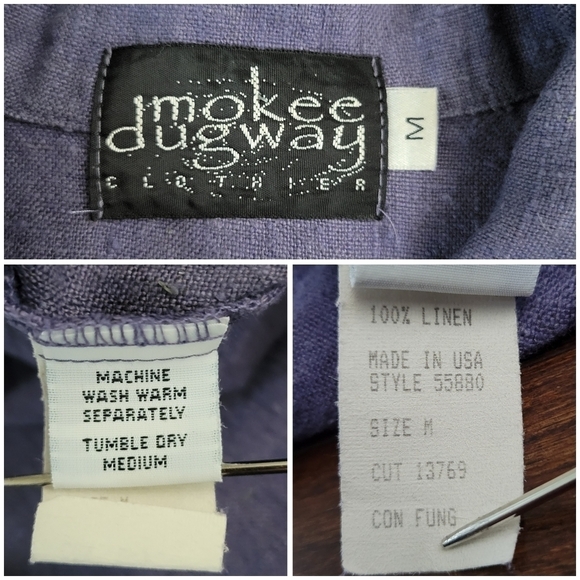 mokee
dugway
CLOTHIER
M
MACHINE
WASH WARM
SEPARATELY
TUMBLE DRY
MEDIUM
100% LINEN
MADE IN USA
STYLE 55880
SIZE M
CUT 13769
CON FUNG